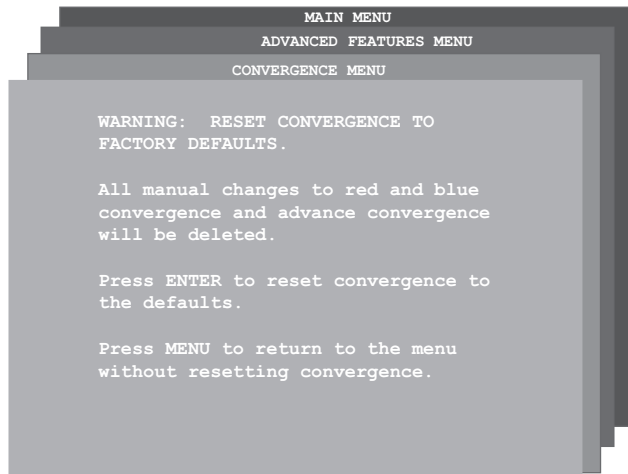 MAIN MENU
ADVANCED FEATURES MENU
CONVERGENCE MENU
WARNING: RESET CONVERGENCE TO
FACTORY DEFAULTS.
All manual changes to red and blue
convergence and advance convergence
will be deleted.
Press ENTER to reset convergence to
the defaults.
Press MENU to return to the menu
without resetting convergence.